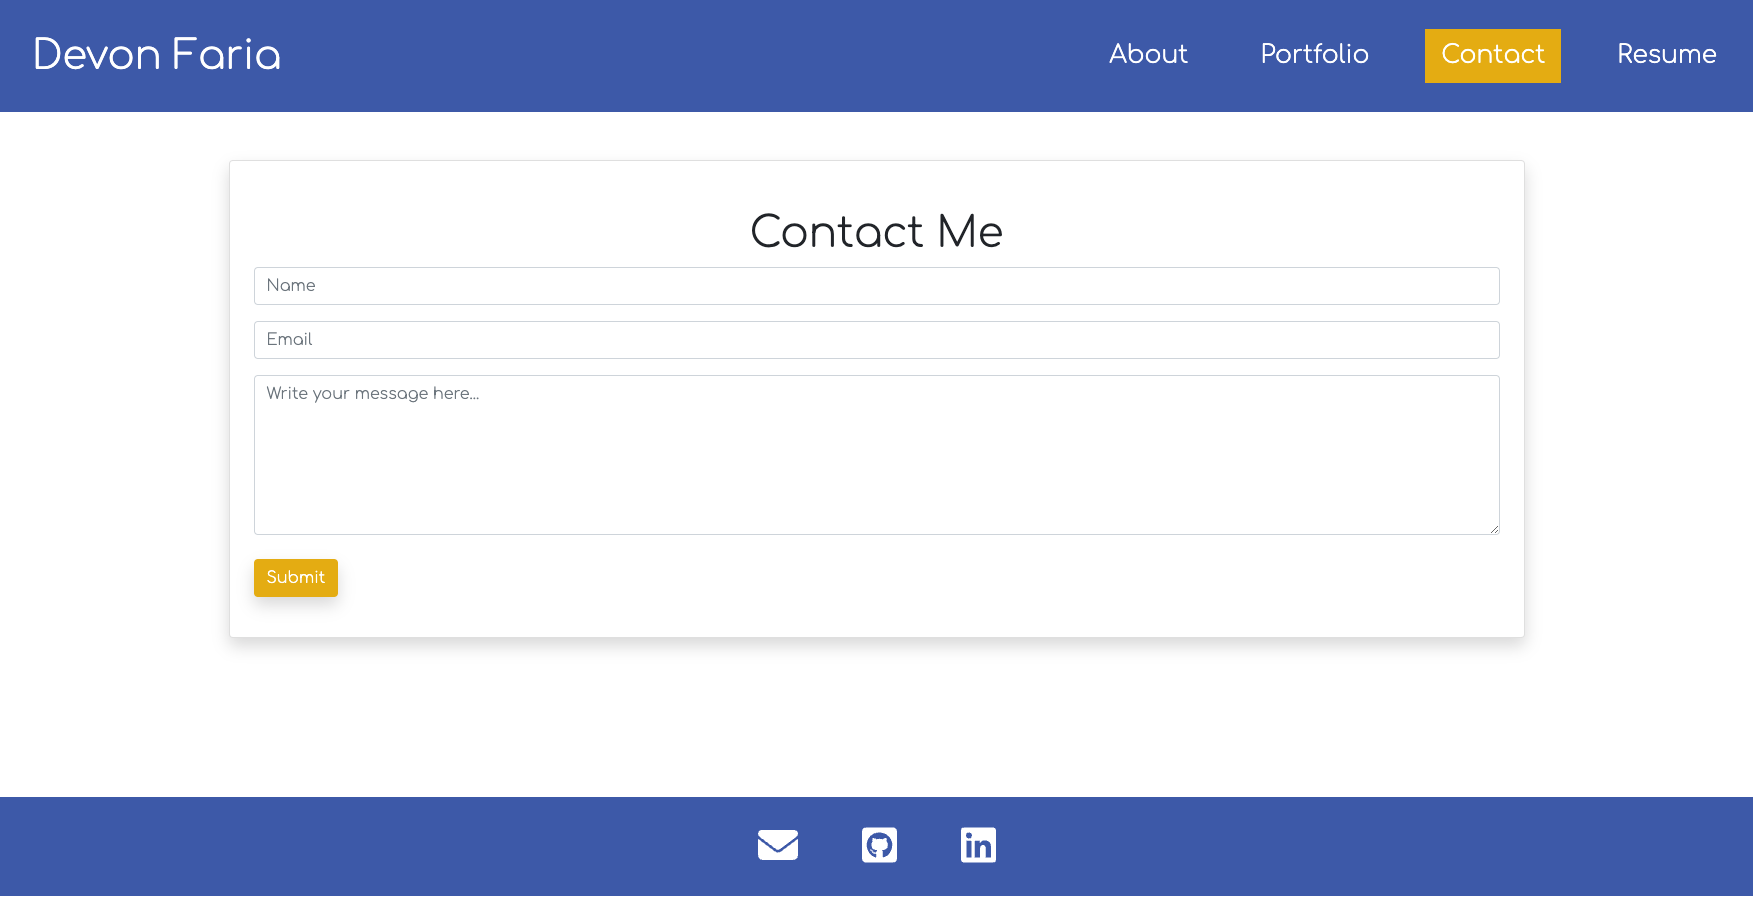 Devon Faria
About
Portfolio
Contact
Resume
Contact Me
Name
Email
Write your message here...
Submit
in